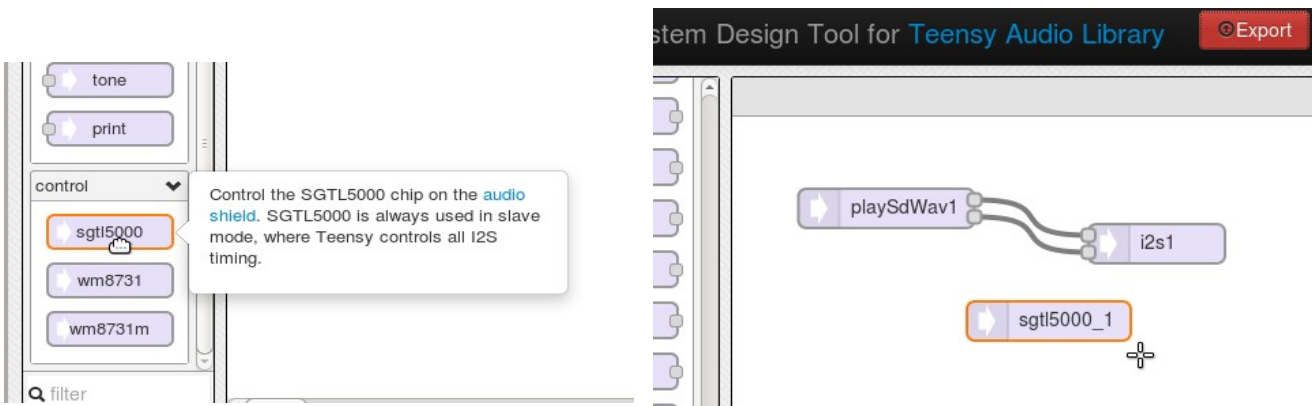 tone
print
control
sgtl5000
wm8731
wm8731m
filter
Control the SGTL5000 chip on the audio
shield. SGTL5000 is always used in slave
mode, where Teensy controls all I2S
timing.
stem Design Tool for Teensy Audio Library
Export
playSdWav1
i2s1
sgtl5000_1